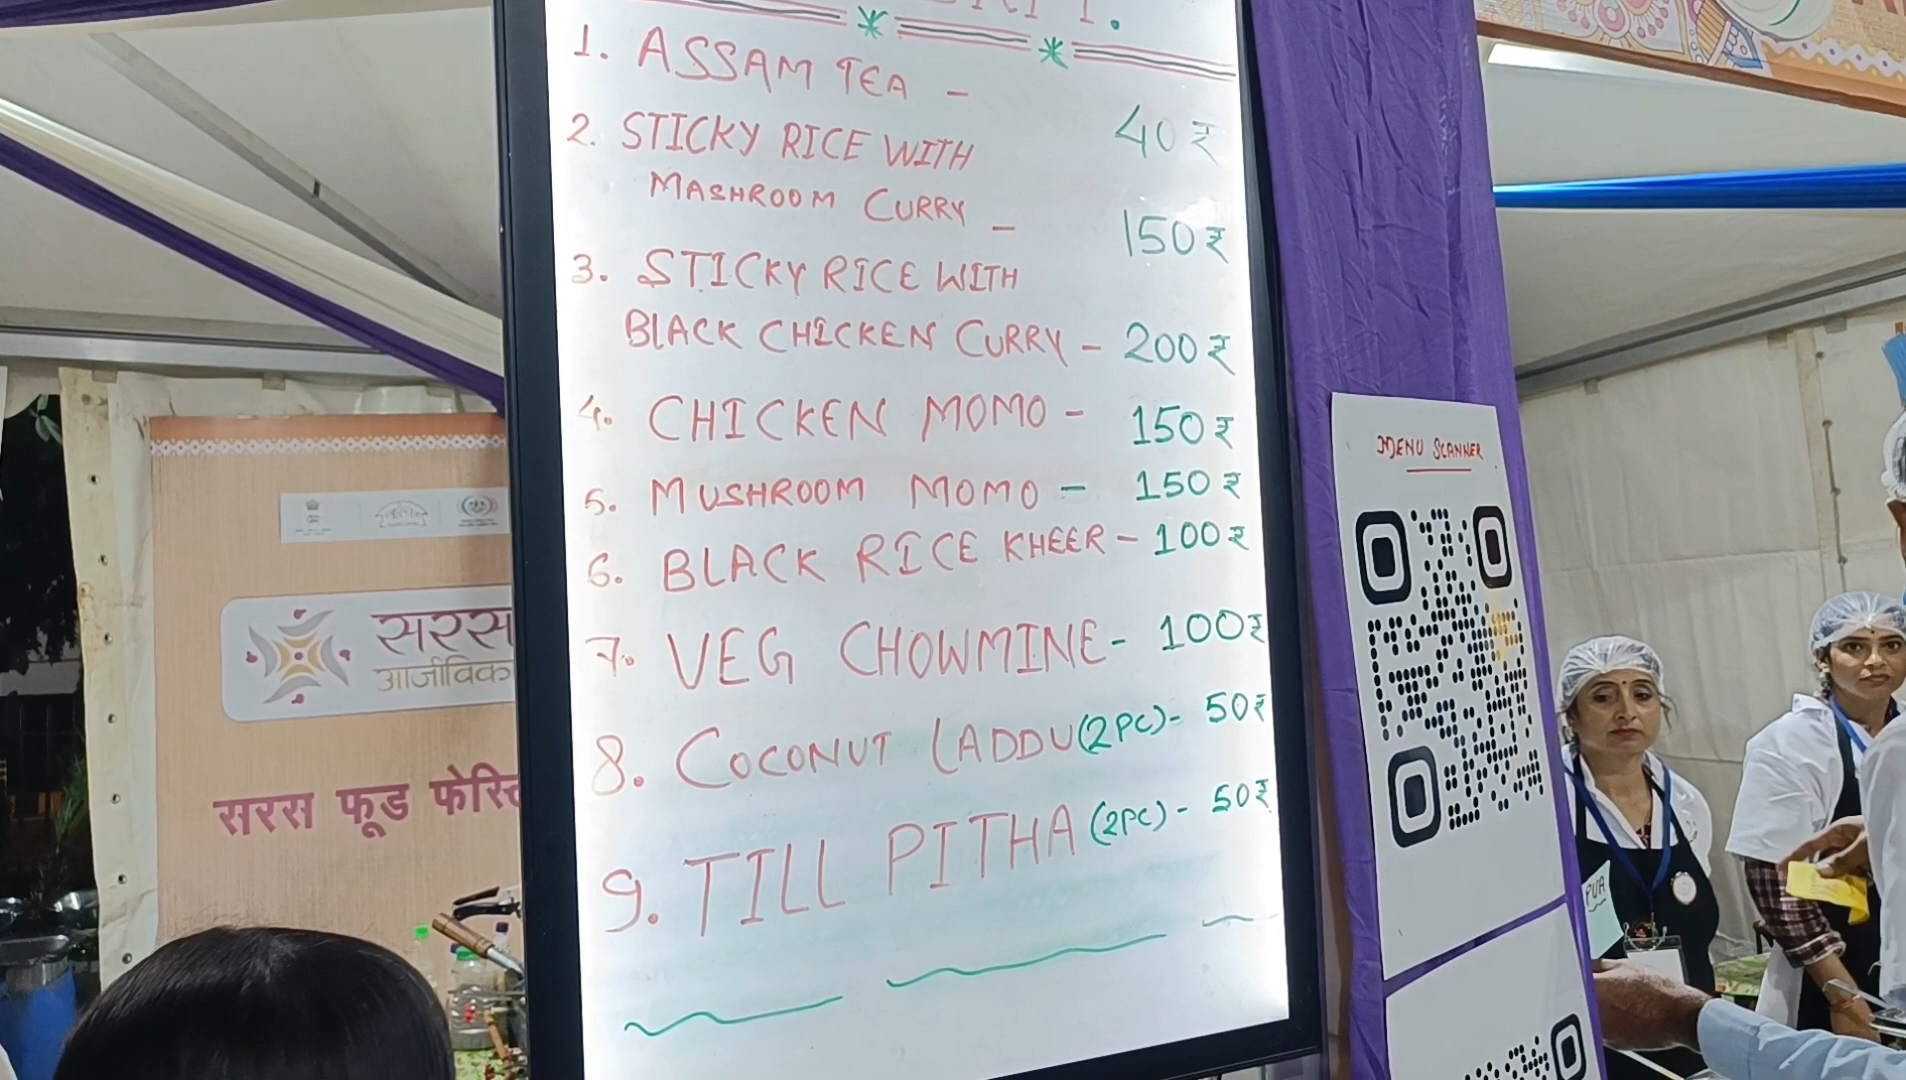 1. ASSAM TEA - 40₹
2. STICKY RICE WITH
MASHROOM CURRY - 150₹
3. STICKY RICE WITH
BLACK CHICKEN CURRY - 200₹
4. CHICKEN MOMO - 150₹
5. MUSHROOM MOMO - 150₹
6. BLACK RICE KHEER - 100₹
7. VEG CHOWMINE - 100₹
8. COCONUT LADDU (2PC) - 50₹
9. TILL PITHA (2PC) - 50₹
MENU SCANNER
सरस
आजीविक
सरस फूड
PUA